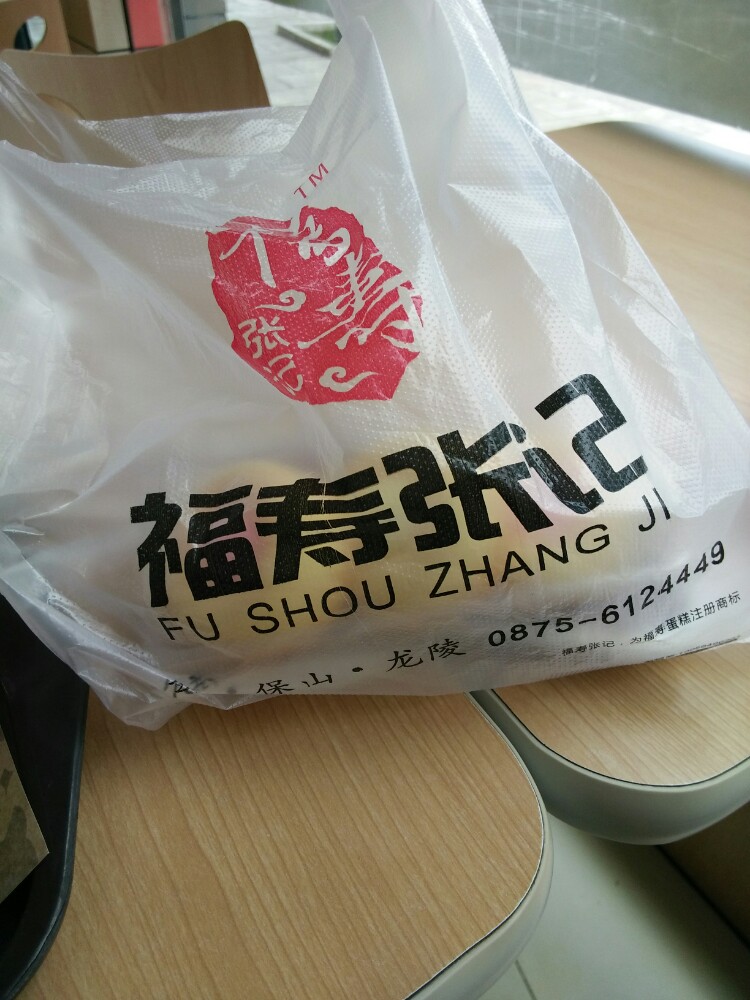 TM
福寿
张记
福寿张记
FU SHOU ZHANG JI
保山·龙陵 0875-6124449
福寿张记,为福寿蛋糕注册商标